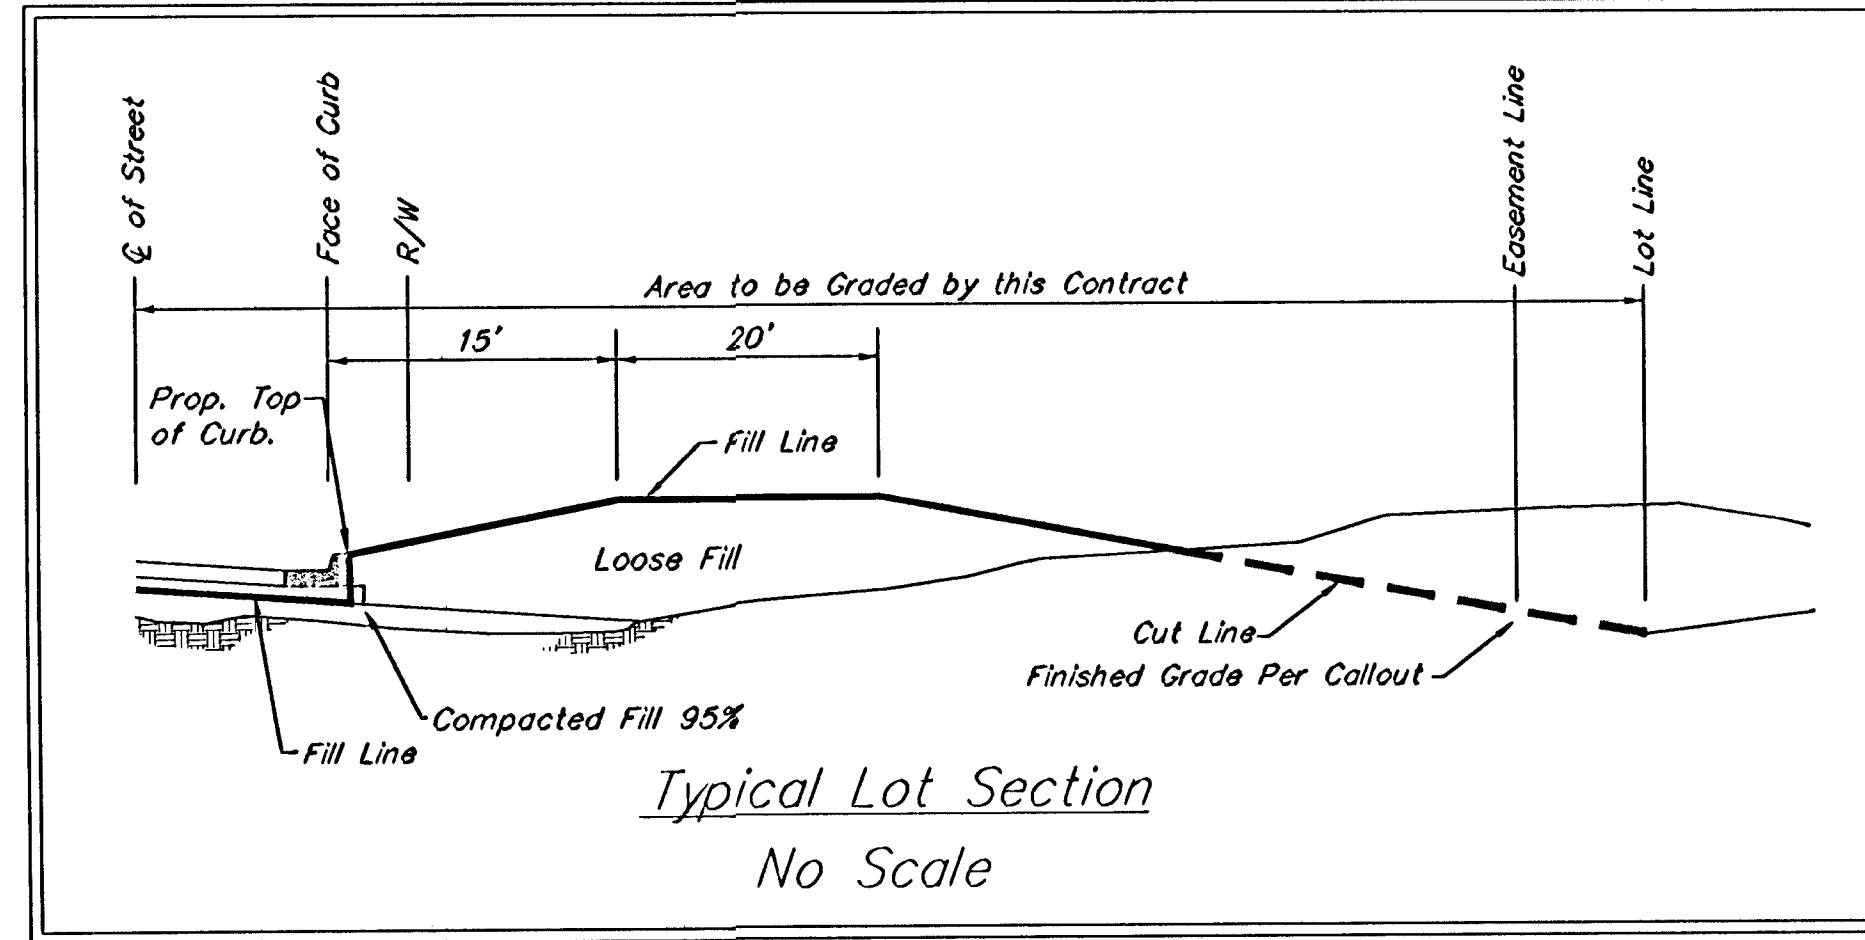 ℄ of Street
Face of Curb
R/W
Easement Line
Lot Line
Area to be Graded by this Contract
15'
20'
Prop. Top
of Curb.
Fill Line
Loose Fill
Cut Line
Finished Grade Per Callout
Compacted Fill 95%
Fill Line
Typical Lot Section
No Scale